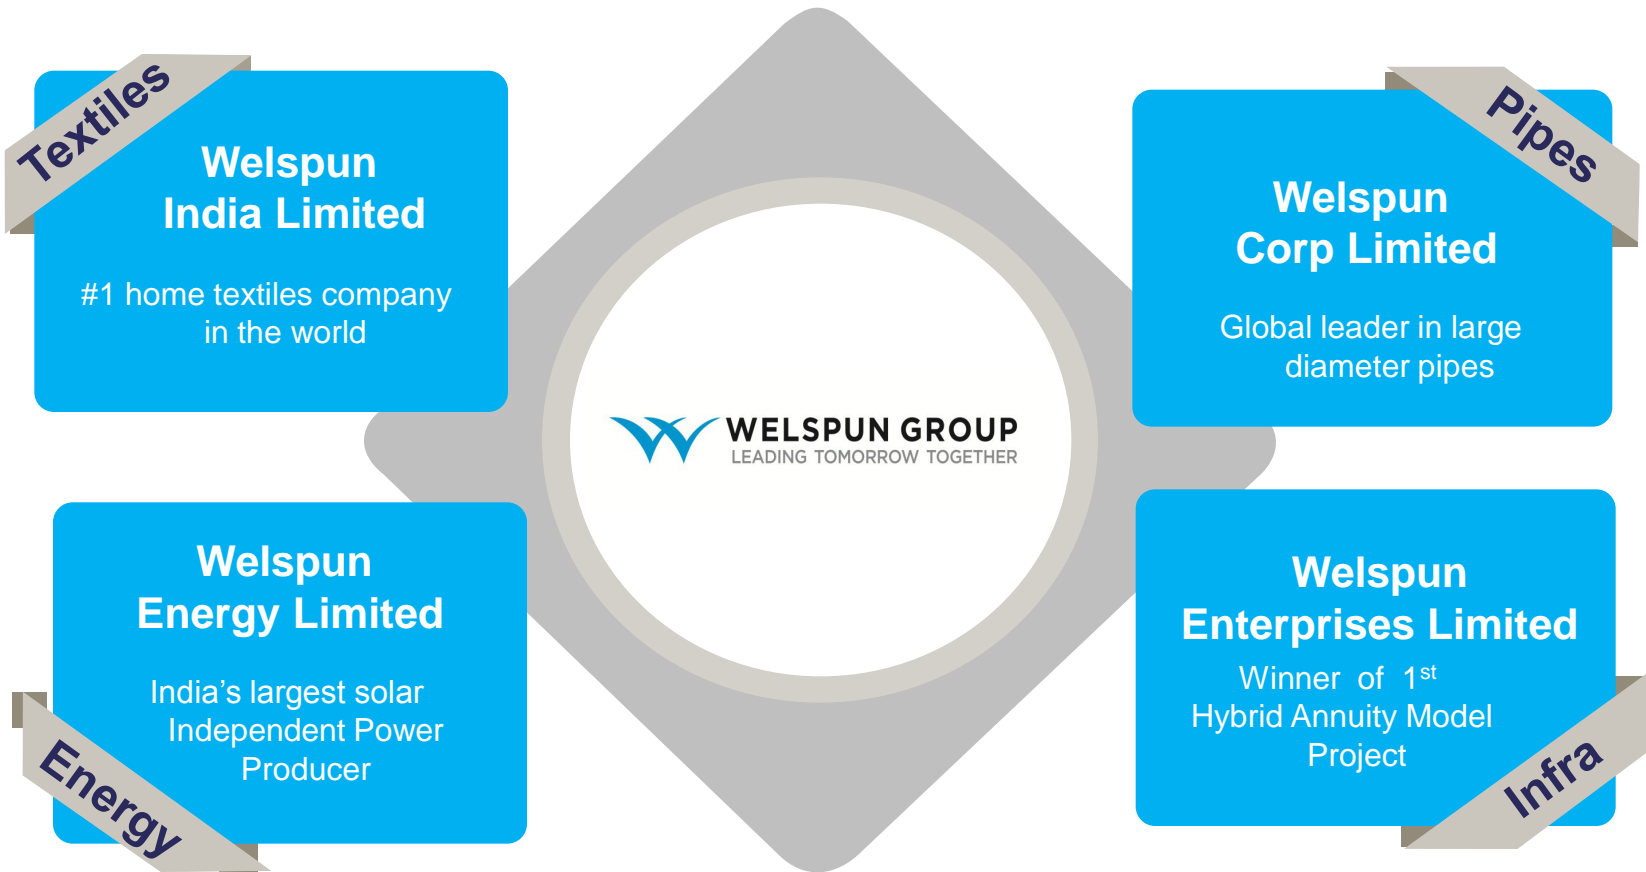 Textiles
Welspun
India Limited
#1 home textiles company
in the world
Pipes
Welspun
Corp Limited
Global leader in large
diameter pipes
WELSPUN GROUP
LEADING TOMORROW TOGETHER
Welspun
Energy Limited
India’s largest solar
Independent Power
Producer
Energy
Welspun
Enterprises Limited
Winner of 1st
Hybrid Annuity Model
Project
Infra